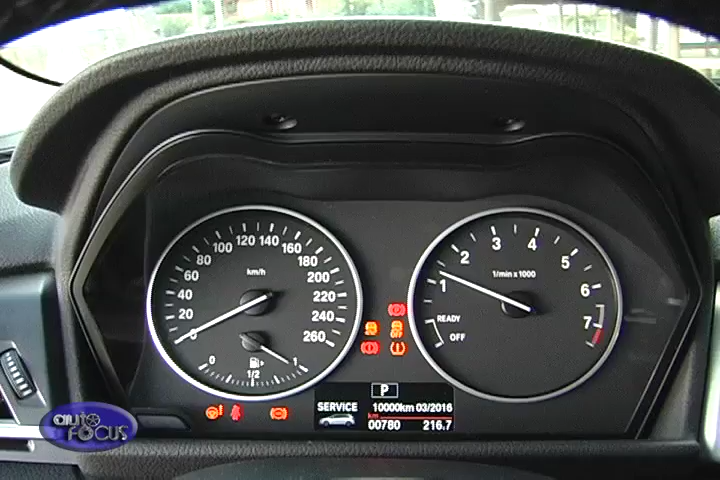 0 20 40 60 80 100 120 140 160 180 200 220 240 260
km/h
0 1/2 1
1 2 3 4 5 6 7
1/min x 1000
READY
OFF
OFF
P
SERVICE 10000km 03/2016
km
00780 216.7
auto
FOCUS